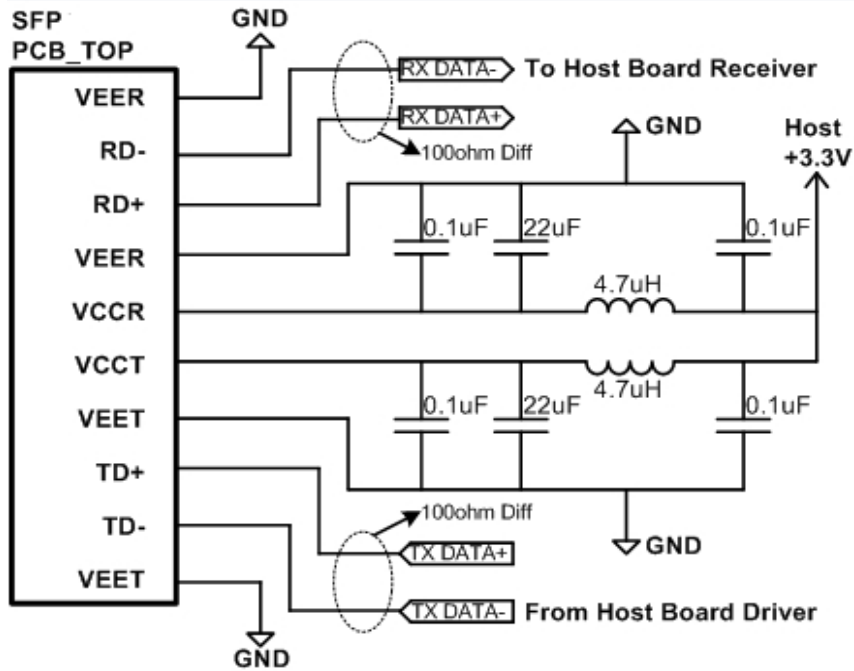 SFP
PCB_TOP
GND
VEER
RX DATA-
To Host Board Receiver
RD-
RX DATA+
100ohm Diff
GND
Host
+3.3V
RD+
VEER
0.1uF
22uF
0.1uF
4.7uH
VCCR
VCCT
4.7uH
VEET
0.1uF
22uF
0.1uF
TD+
100ohm Diff
TD-
TX DATA+
GND
VEET
TX DATA-
From Host Board Driver
GND